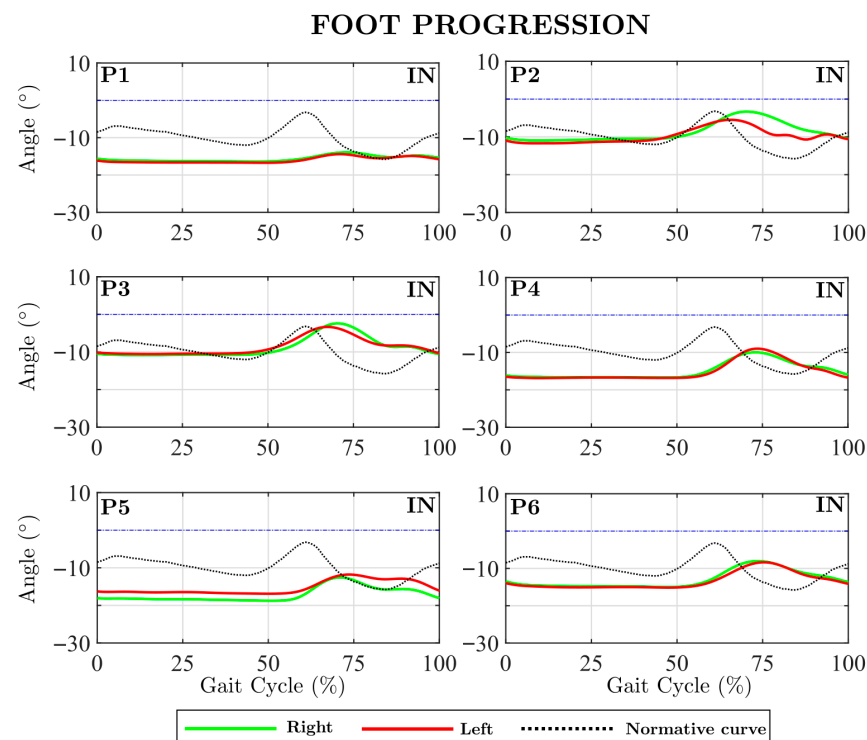 FOOT PROGRESSION
P1 IN
P2 IN
Angle (°)
10
−10
−30
0 25 50 75 100
10
−10
−30
0 25 50 75 100
P3 IN
P4 IN
Angle (°)
10
−10
−30
0 25 50 75 100
10
−10
−30
0 25 50 75 100
P5 IN
P6 IN
Angle (°)
10
−10
−30
0 25 50 75 100
Gait Cycle (%)
10
−10
−30
0 25 50 75 100
Gait Cycle (%)
Right Left Normative curve